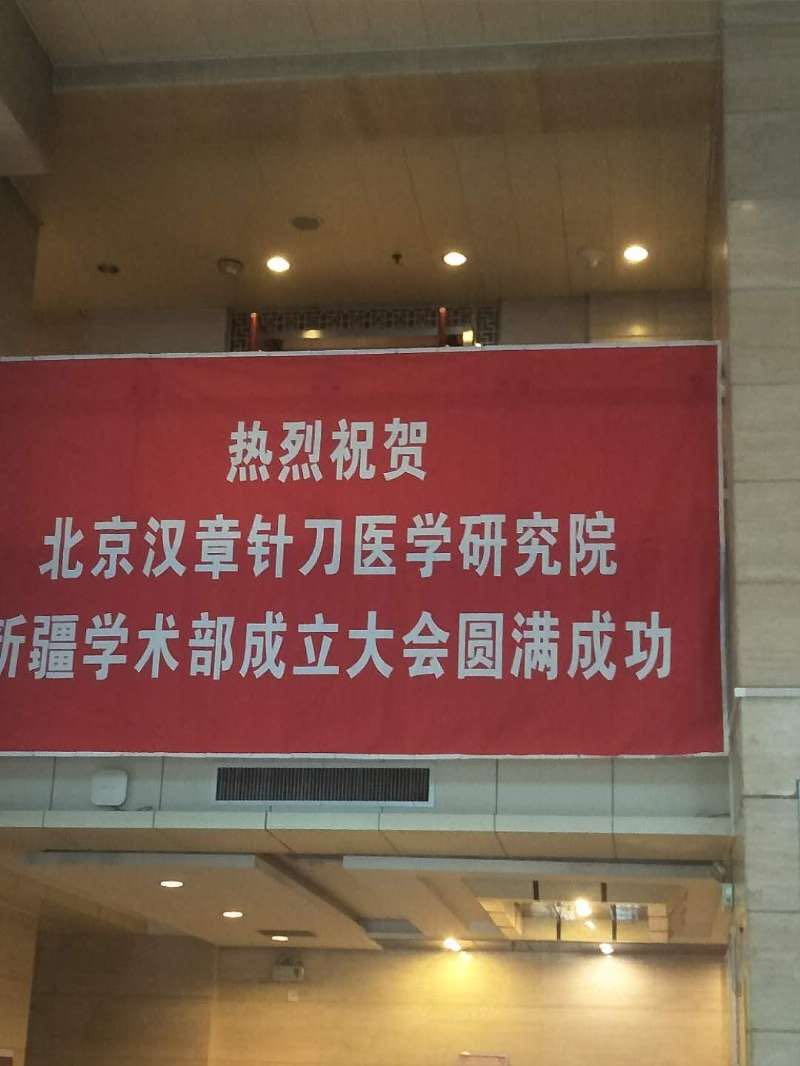 热烈祝贺
北京汉章针刀医学研究院
新疆学术部成立大会圆满成功